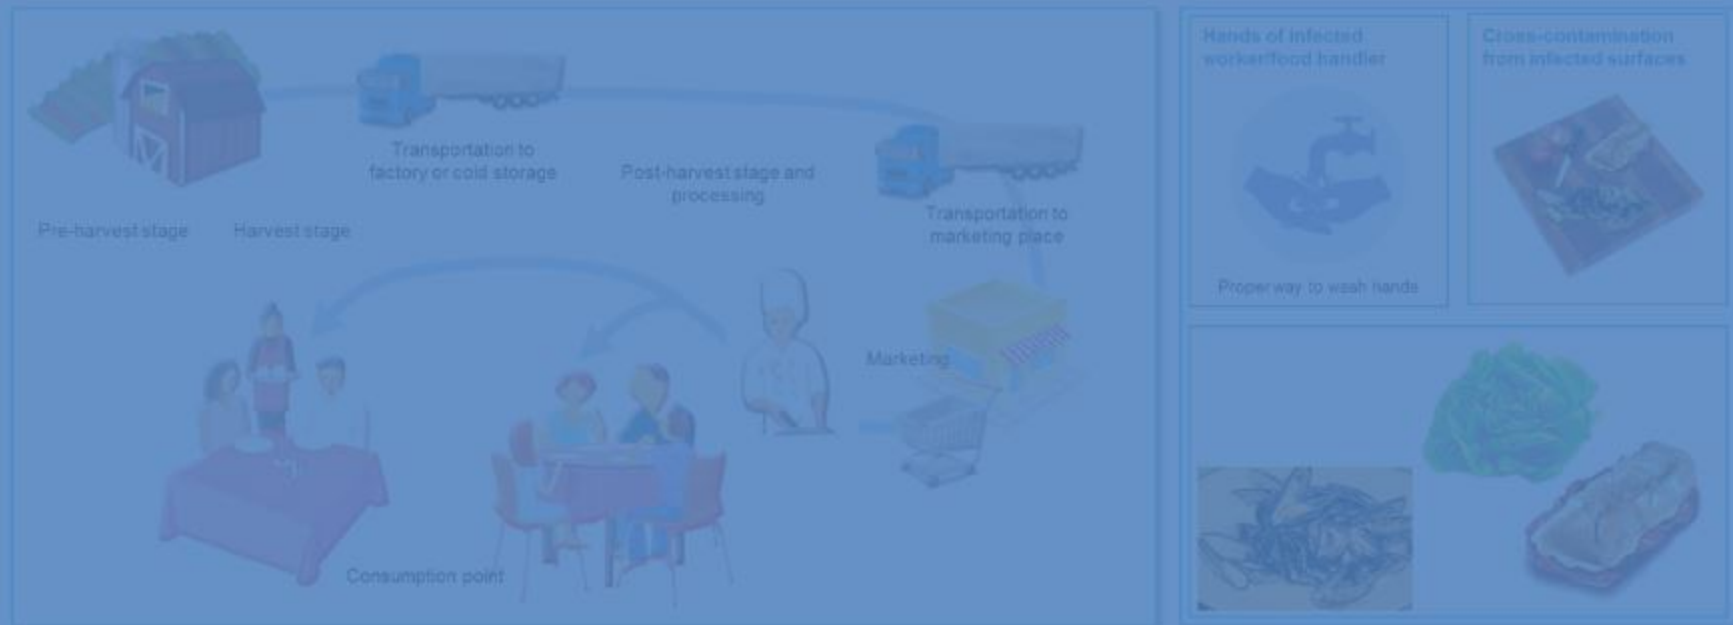 Transportation to
factory or cold storage
Post-harvest stage and
processing
Transportation to
marketing place
Pre-harvest stage
Harvest stage
Marketing
Consumption point
Hands of infected
worker/food handler
Proper way to wash hands
Cross-contamination
from infected surfaces